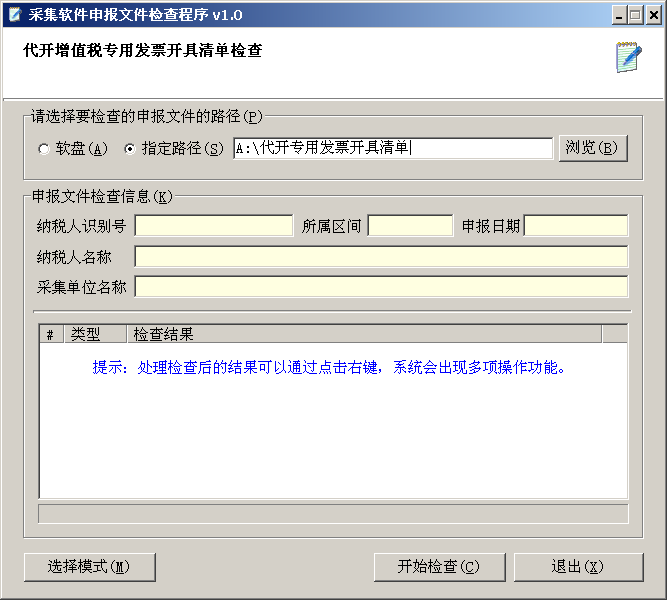 采集软件申报文件检查程序 v1.0
代开增值税专用发票开具清单检查
请选择要检查的申报文件的路径(P)
软盘(A) 指定路径(S) A:\代开专用发票开具清单 浏览(B)
申报文件检查信息(K)
纳税人识别号 所属区间 申报日期
纳税人名称
采集单位名称
# 类型 检查结果
提示：处理检查后的结果可以通过点击右键，系统会出现多项操作功能。
选择模式(M) 开始检查(C) 退出(X)